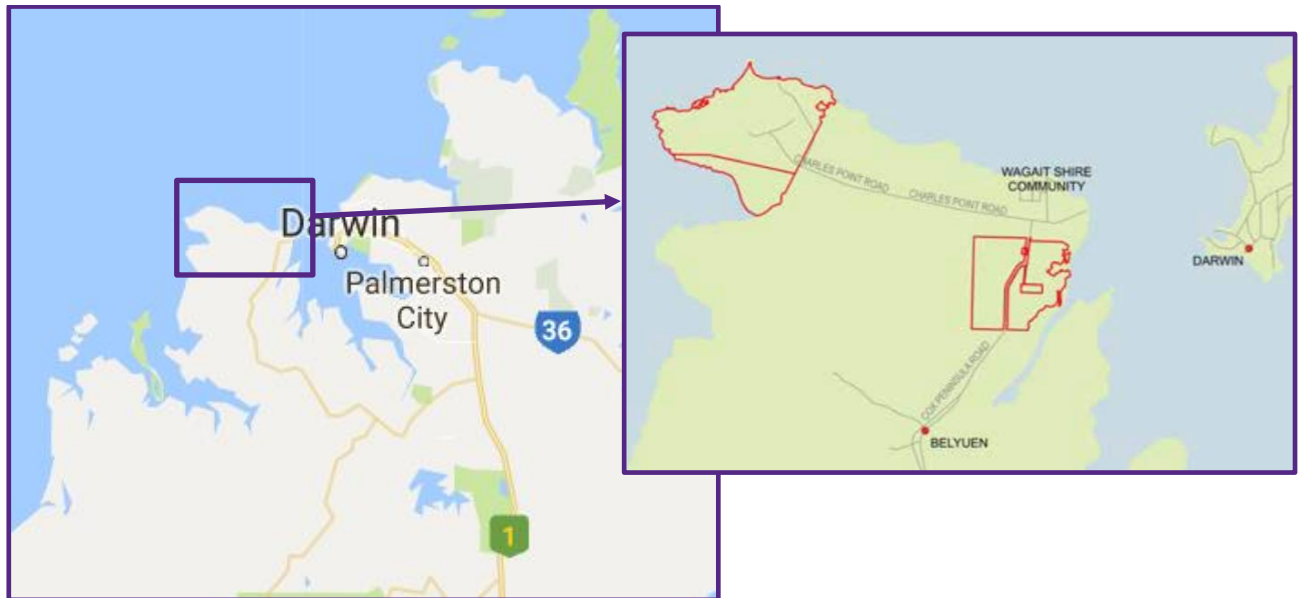 Darwin
Palmerston
City
36
1
WAGAIT SHIRE
COMMUNITY
CHARLES POINT ROAD
CHARLES POINT ROAD
DARWIN
COX PENINSULA ROAD
BELYUEN